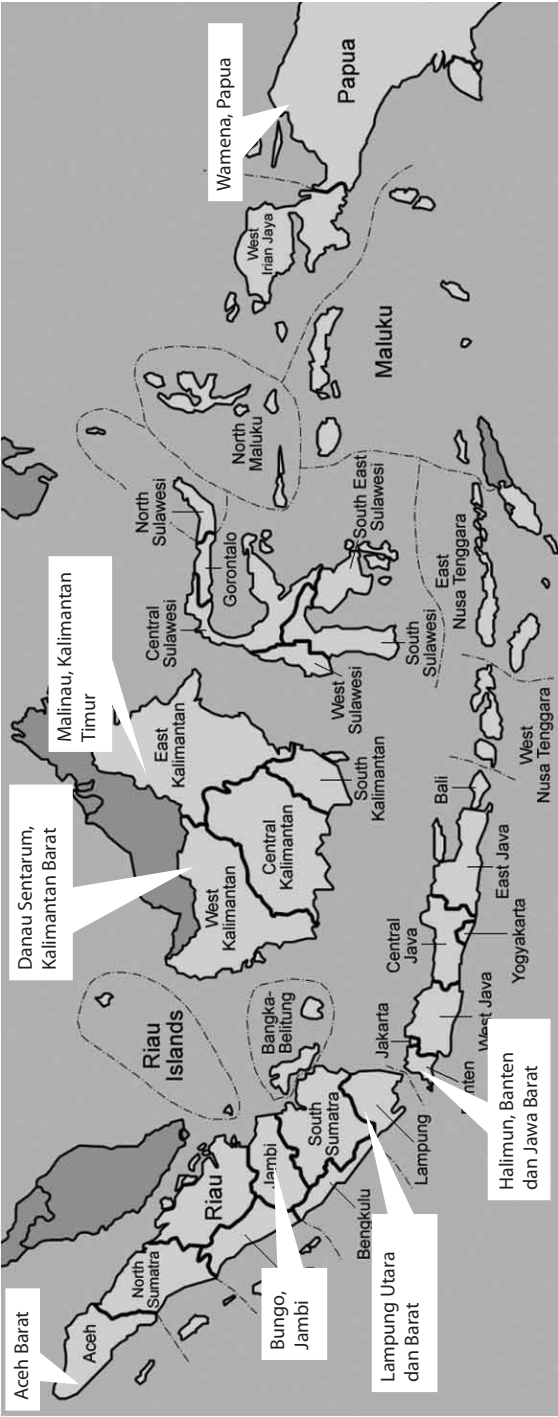 Aceh Barat
Aceh
North
Sumatra
Riau
Riau
Islands
Bungo,
Jambi
Jambi
Bangka-
Belitung
South
Sumatra
Bengkulu
Lampung
Lampung Utara
dan Barat
Halimun, Banten
dan Jawa Barat
Jakarta
West Java
Central
Java
Yogyakarta
East Java
Bali
West
Nusa Tenggara
East
Nusa Tenggara
Danau Sentarum,
Kalimantan Barat
West
Kalimantan
Central
Kalimantan
South
Kalimantan
East
Kalimantan
Malinau, Kalimantan
Timur
Central
Sulawesi
West
Sulawesi
South
Sulawesi
South East
Sulawesi
Gorontalo
North
Sulawesi
North
Maluku
Maluku
West
Irian Jaya
Papua
Wamena, Papua